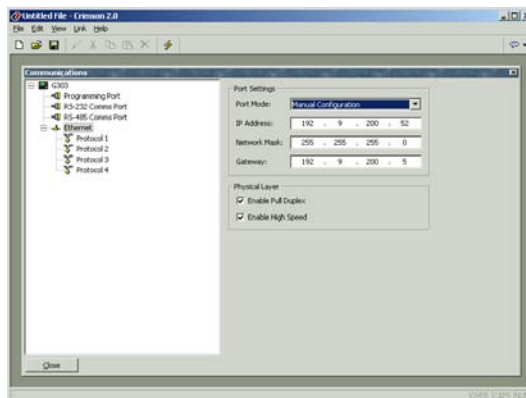 Untitled File - Crimson 2.0
File Edit View Link Help
Communications
G303
Programming Port
RS-232 Comms Port
RS-485 Comms Port
Ethernet
Protocol 1
Protocol 2
Protocol 3
Protocol 4
Port Settings
Port Mode: Manual Configuration
IP Address: 192 . 9 . 200 . 52
Network Mask: 255 . 255 . 255 . 0
Gateway: 192 . 9 . 200 . 5
Physical Layer
Enable Full Duplex
Enable High Speed
Close